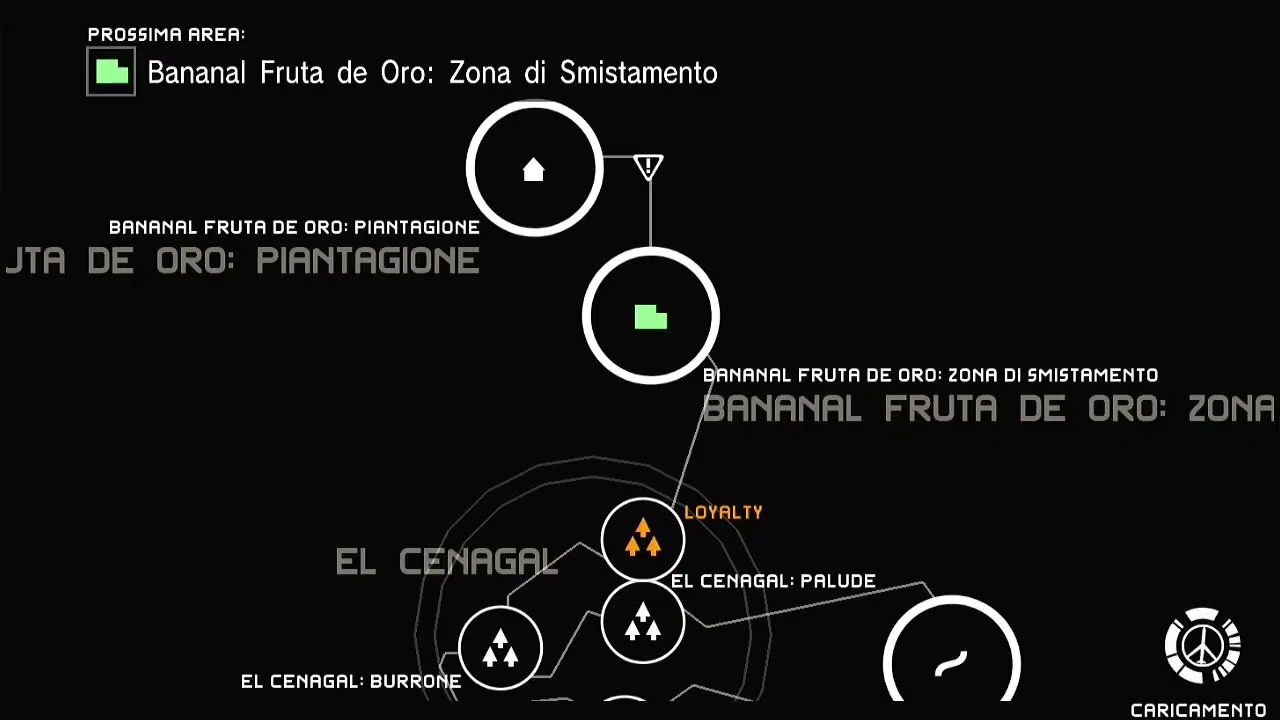 PROSSIMA AREA:
Bananal Fruta de Oro: Zona di Smistamento
BANANAL FRUTA DE ORO: PIANTAGIONE
UTA DE ORO: PIANTAGIONE
BANANAL FRUTA DE ORO: ZONA DI SMISTAMENTO
BANANAL FRUTA DE ORO: ZONA
LOYALTY
EL CENAGAL
EL CENAGAL: PALUDE
EL CENAGAL: BURRONE
CARICAMENTO